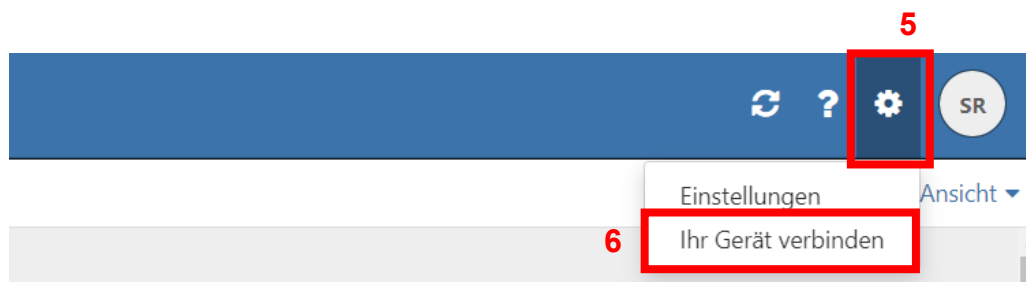 5
? SR
Einstellungen
Ansicht
6 Ihr Gerät verbinden